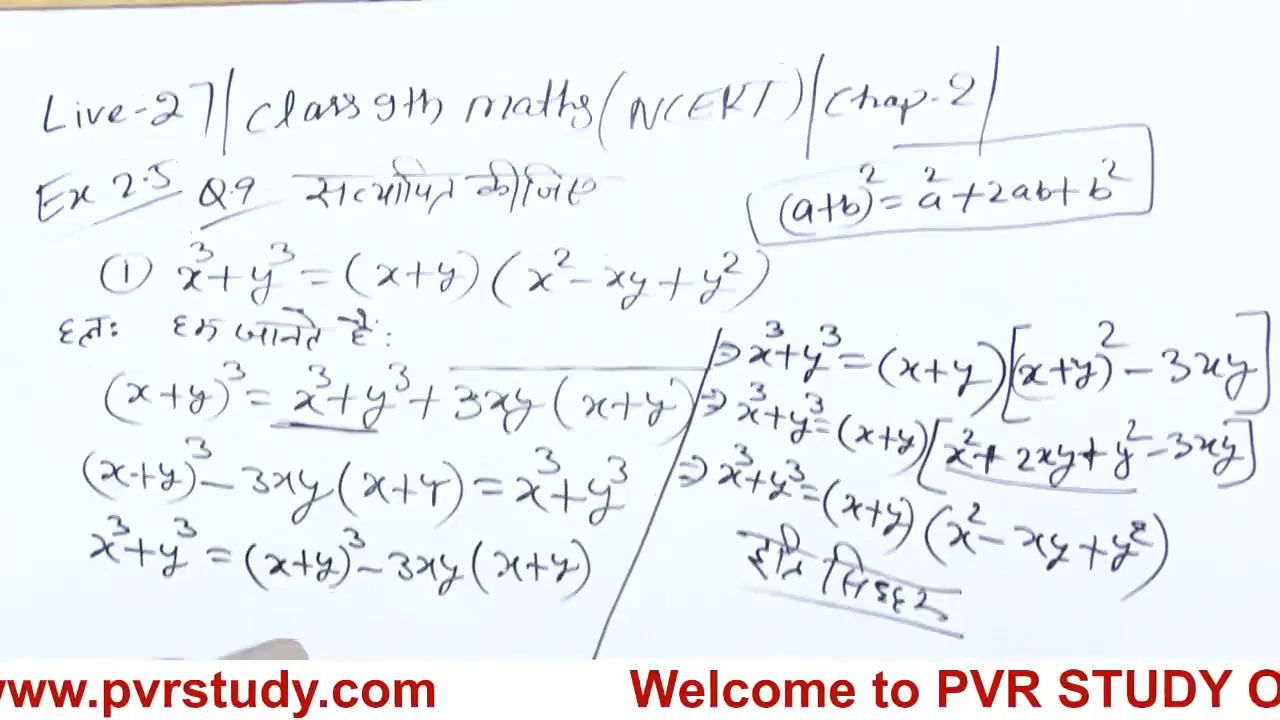 Live-27| Class 9th maths (NCERT) | Chap-2|
Ex 2.5 Q.9 सत्यापित कीजिए
(a+b)² = a² + 2ab + b²
① x³+y³ = (x+y) (x² - xy + y²)
हलः हम जानते हैं:
(x+y)³ = x³+y³+3xy(x+y)
(x+y)³ - 3xy(x+y) = x³+y³
x³+y³ = (x+y)³ - 3xy(x+y)
⇒ x³+y³ = (x+y)[(x+y)² - 3xy]
⇒ x³+y³ = (x+y)[x²+2xy+y²-3xy]
⇒ x³+y³ = (x+y)(x²-xy+y²)
इति सिद्धम्
www.pvrstudy.com
Welcome to PVR STUDY O